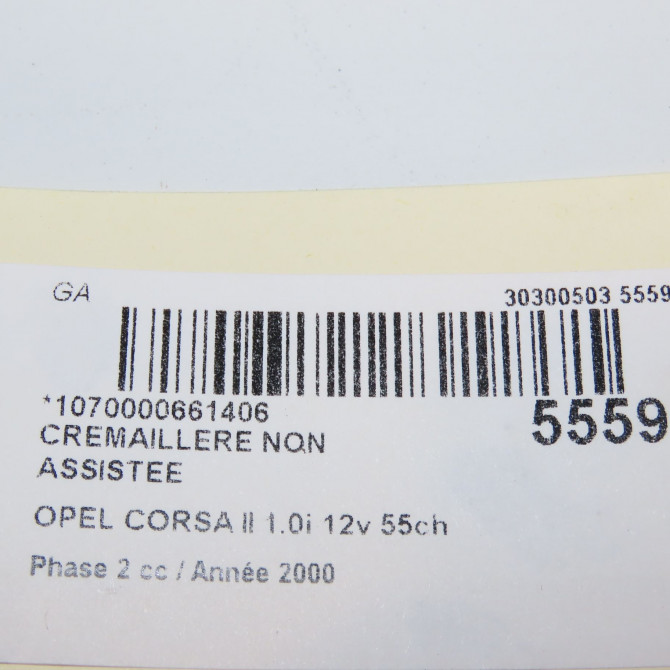 GA
30300503 5559
*1070000661406
5559
CREMAILLERE NON
ASSISTEE
OPEL CORSA II 1.0i 12v 55ch
Phase 2 cc / Année 2000